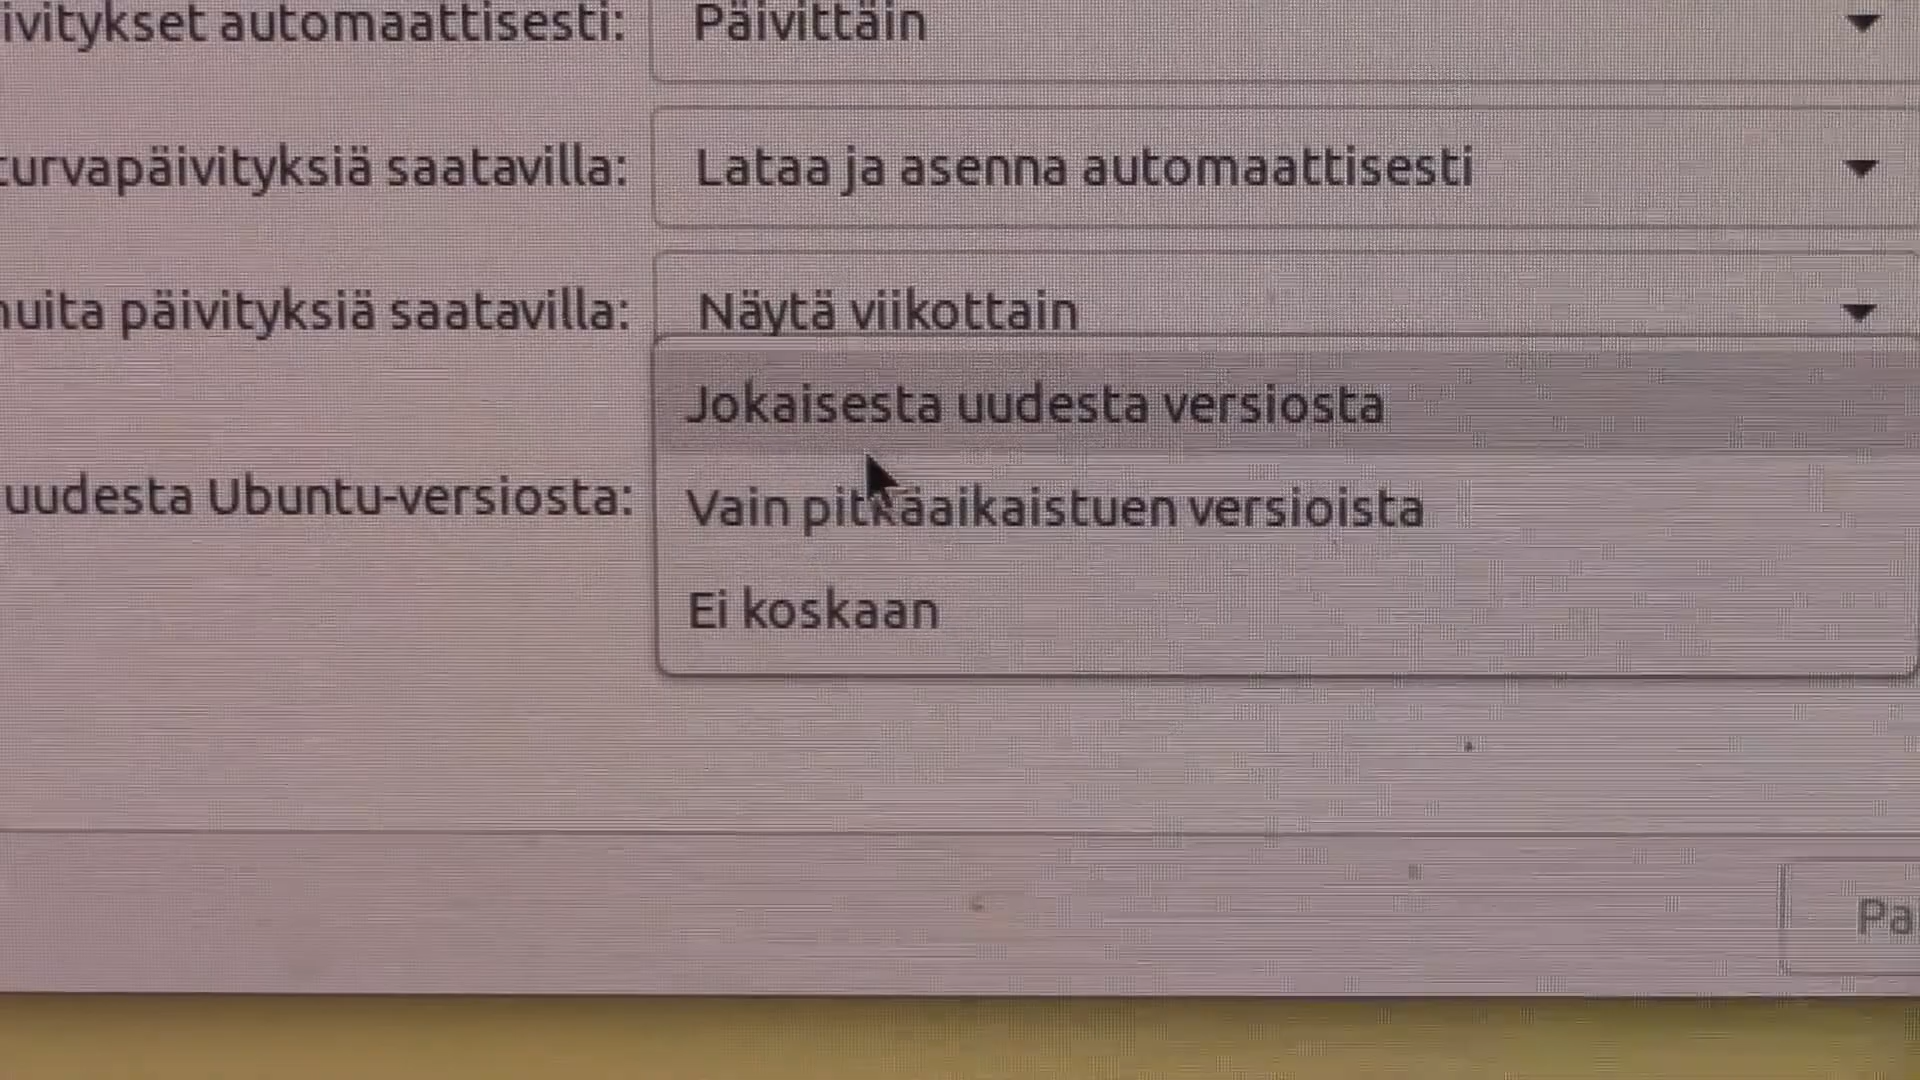 ivitykset automaattisesti: Päivittäin
turvapäivityksiä saatavilla: Lataa ja asenna automaattisesti
muita päivityksiä saatavilla: Näytä viikottain
Jokaisesta uudesta versiosta
uudesta Ubuntu-versiosta: Vain pitkäaikaistuen versioista
Ei koskaan
Pa